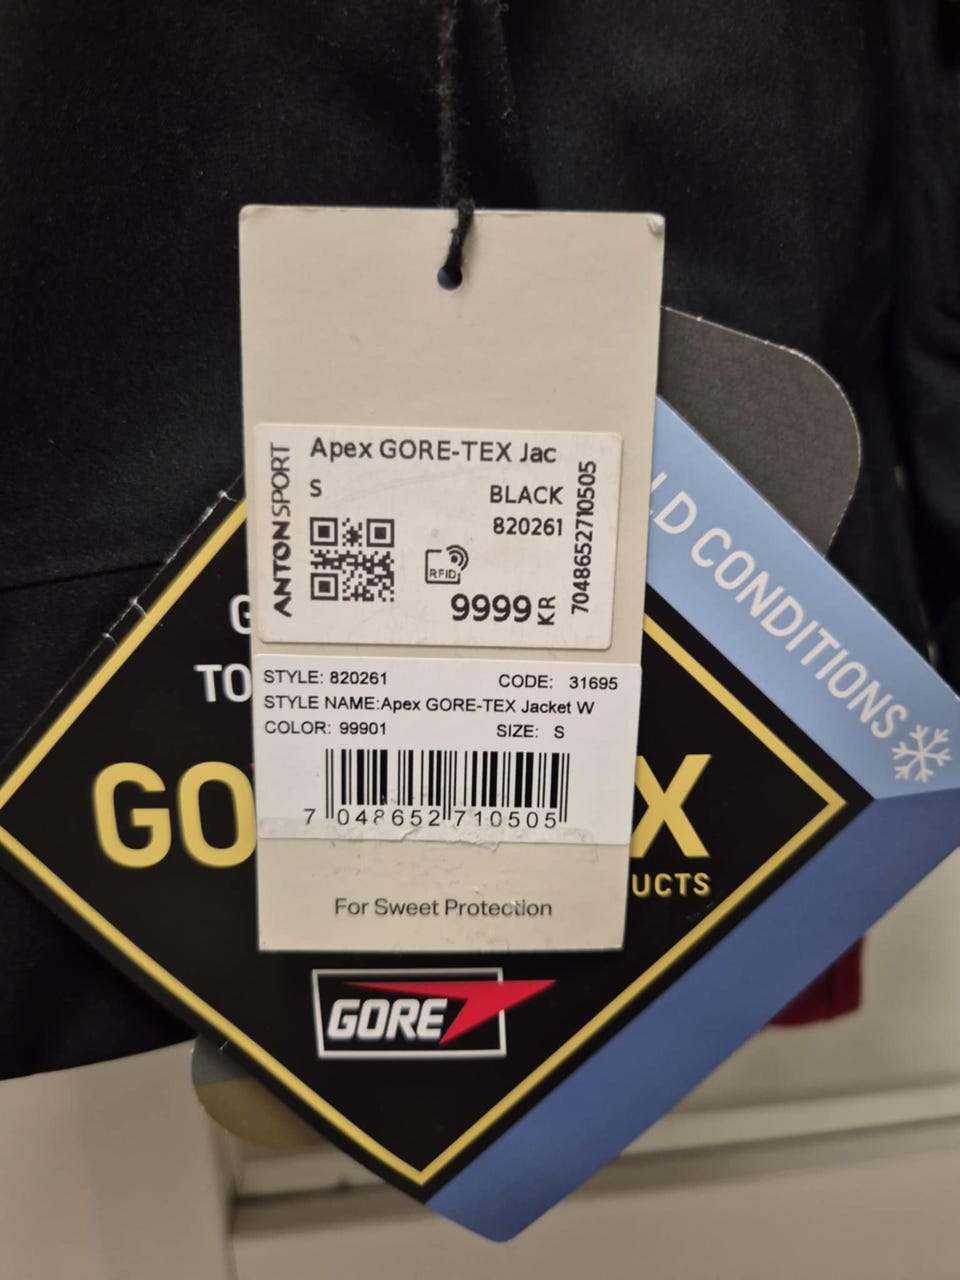 Apex GORE-TEX Jac
S
BLACK
820261
ANTON SPORT
RFID
9999 KR
7048652710505
STYLE: 820261 CODE: 31695
STYLE NAME:Apex GORE-TEX Jacket W
COLOR: 99901 SIZE: S
7 048652 710505
For Sweet Protection
G
TO
GO
X
UCTS
GORE
LD CONDITIONS